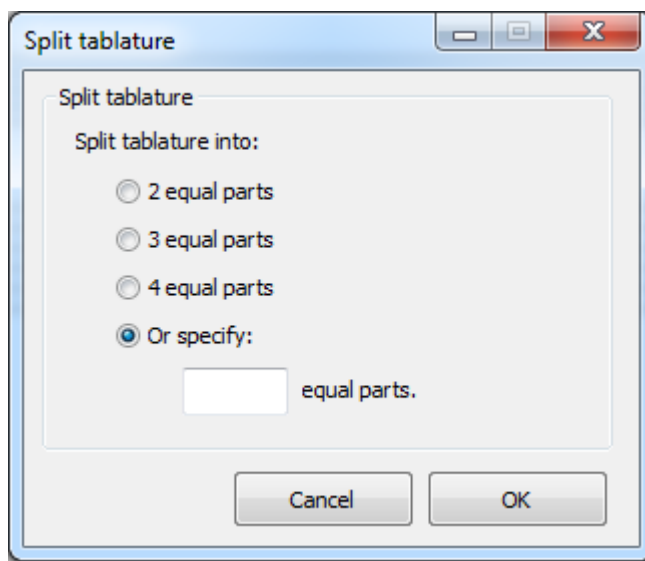 Split tablature
Split tablature
Split tablature into:
2 equal parts
3 equal parts
4 equal parts
Or specify:
equal parts.
Cancel OK